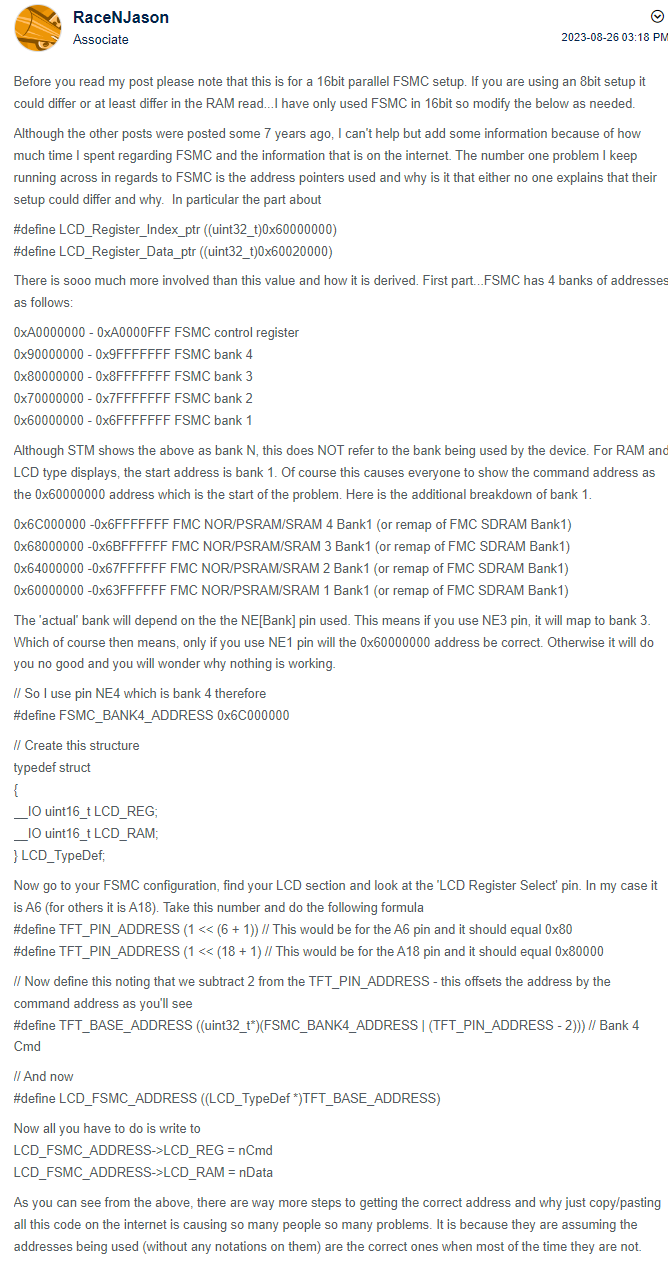 RaceNJason
Associate
2023-08-26 03:18 PM
Before you read my post please note that this is for a 16bit parallel FSMC setup. If you are using an 8bit setup it
could differ or at least differ in the RAM read...I have only used FSMC in 16bit so modify the below as needed.
Although the other posts were posted some 7 years ago, I can't help but add some information because of how
much time I spent regarding FSMC and the information that is on the internet. The number one problem I keep
running across in regards to FSMC is the address pointers used and why is it that either no one explains that their
setup could differ and why.  In particular the part about
#define LCD_Register_Index_ptr ((uint32_t)0x60000000)
#define LCD_Register_Data_ptr ((uint32_t)0x60020000)
There is sooo much more involved than this value and how it is derived. First part...FSMC has 4 banks of addresses
as follows:
0xA0000000 - 0xA0000FFF FSMC control register
0x90000000 - 0x9FFFFFFF FSMC bank 4
0x80000000 - 0x8FFFFFFF FSMC bank 3
0x70000000 - 0x7FFFFFFF FSMC bank 2
0x60000000 - 0x6FFFFFFF FSMC bank 1
Although STM shows the above as bank N, this does NOT refer to the bank being used by the device. For RAM and
LCD type displays, the start address is bank 1. Of course this causes everyone to show the command address as
the 0x60000000 address which is the start of the problem. Here is the additional breakdown of bank 1.
0x6C000000 -0x6FFFFFFF FMC NOR/PSRAM/SRAM 4 Bank1 (or remap of FMC SDRAM Bank1)
0x68000000 -0x6BFFFFFF FMC NOR/PSRAM/SRAM 3 Bank1 (or remap of FMC SDRAM Bank1)
0x64000000 -0x67FFFFFF FMC NOR/PSRAM/SRAM 2 Bank1 (or remap of FMC SDRAM Bank1)
0x60000000 -0x63FFFFFF FMC NOR/PSRAM/SRAM 1 Bank1 (or remap of FMC SDRAM Bank1)
The 'actual' bank will depend on the the NE[Bank] pin used. This means if you use NE3 pin, it will map to bank 3.
Which of course then means, only if you use NE1 pin will the 0x60000000 address be correct. Otherwise it will do
you no good and you will wonder why nothing is working.
// So I use pin NE4 which is bank 4 therefore
#define FSMC_BANK4_ADDRESS 0x6C000000
// Create this structure
typedef struct
{
__IO uint16_t LCD_REG;
__IO uint16_t LCD_RAM;
} LCD_TypeDef;
Now go to your FSMC configuration, find your LCD section and look at the 'LCD Register Select' pin. In my case it
is A6 (for others it is A18). Take this number and do the following formula
#define TFT_PIN_ADDRESS (1 << (6 + 1)) // This would be for the A6 pin and it should equal 0x80
#define TFT_PIN_ADDRESS (1 << (18 + 1) // This would be for the A18 pin and it should equal 0x80000
// Now define this noting that we subtract 2 from the TFT_PIN_ADDRESS - this offsets the address by the
command address as you'll see
#define TFT_BASE_ADDRESS ((uint32_t*)(FSMC_BANK4_ADDRESS | (TFT_PIN_ADDRESS - 2))) // Bank 4
Cmd
// And now
#define LCD_FSMC_ADDRESS ((LCD_TypeDef *)TFT_BASE_ADDRESS)
Now all you have to do is write to
LCD_FSMC_ADDRESS->LCD_REG = nCmd
LCD_FSMC_ADDRESS->LCD_RAM = nData
As you can see from the above, there are way more steps to getting the correct address and why just copy/pasting
all this code on the internet is causing so many people so many problems. It is because they are assuming the
addresses being used (without any notations on them) are the correct ones when most of the time they are not.